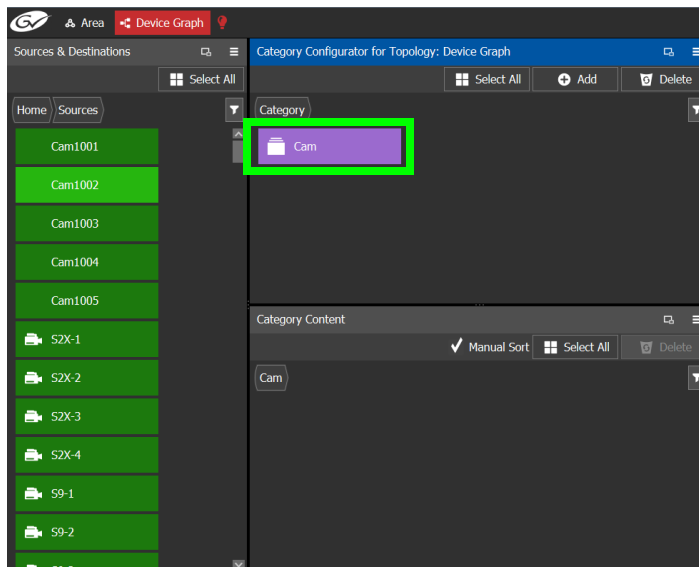 GV Area Device Graph
Sources & Destinations
Select All
Home Sources
Cam1001
Cam1002
Cam1003
Cam1004
Cam1005
S2X-1
S2X-2
S2X-3
S2X-4
S9-1
S9-2
Category Configurator for Topology: Device Graph
Select All Add Delete
Category
Cam
Category Content
Manual Sort Select All Delete
Cam